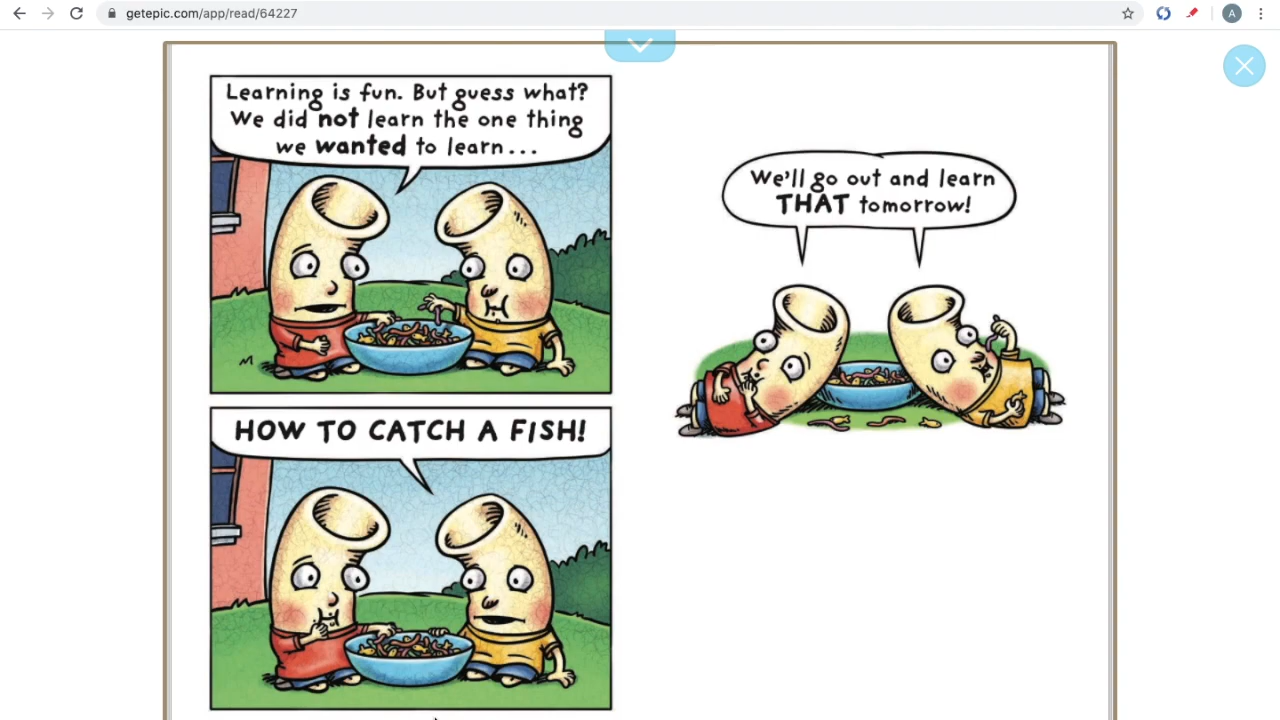 getepic.com/app/read/64227
A
Learning is fun. But guess what?
We did not learn the one thing
we wanted to learn...
HOW TO CATCH A FISH!
We'll go out and learn
THAT tomorrow!